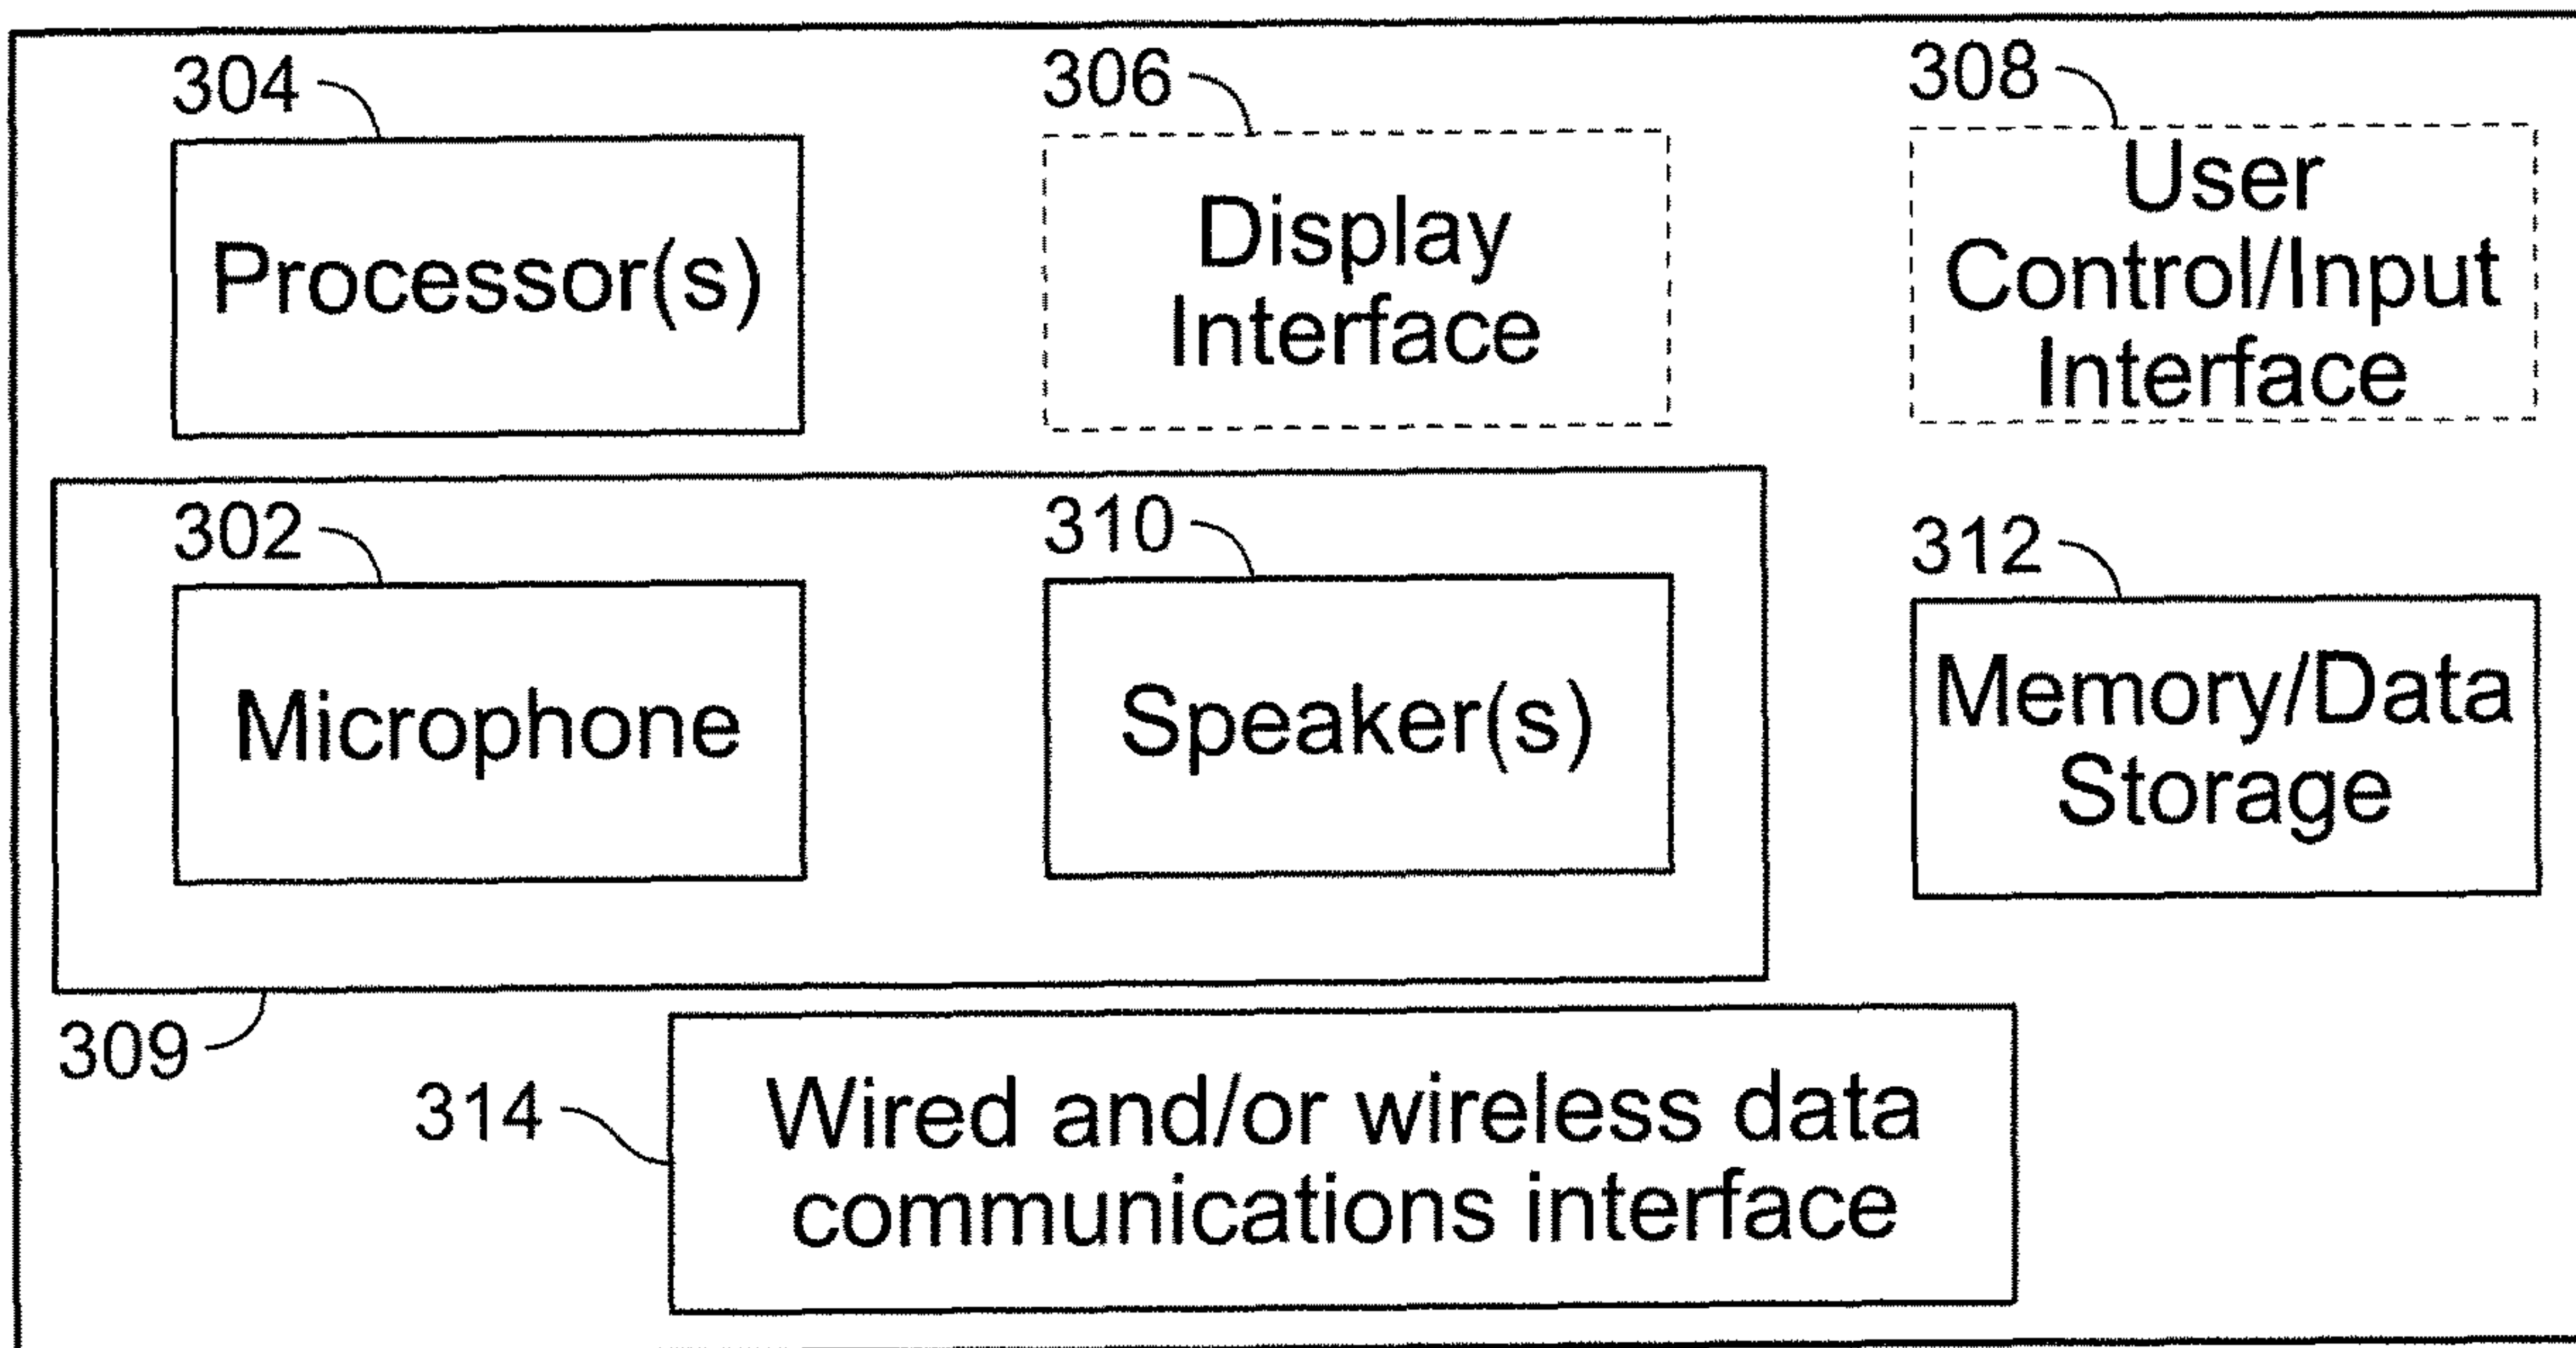 304
Processor(s)
306
Display
Interface
308
User
Control/Input
Interface
302
Microphone
310
Speaker(s)
312
Memory/Data
Storage
309
314
Wired and/or wireless data
communications interface